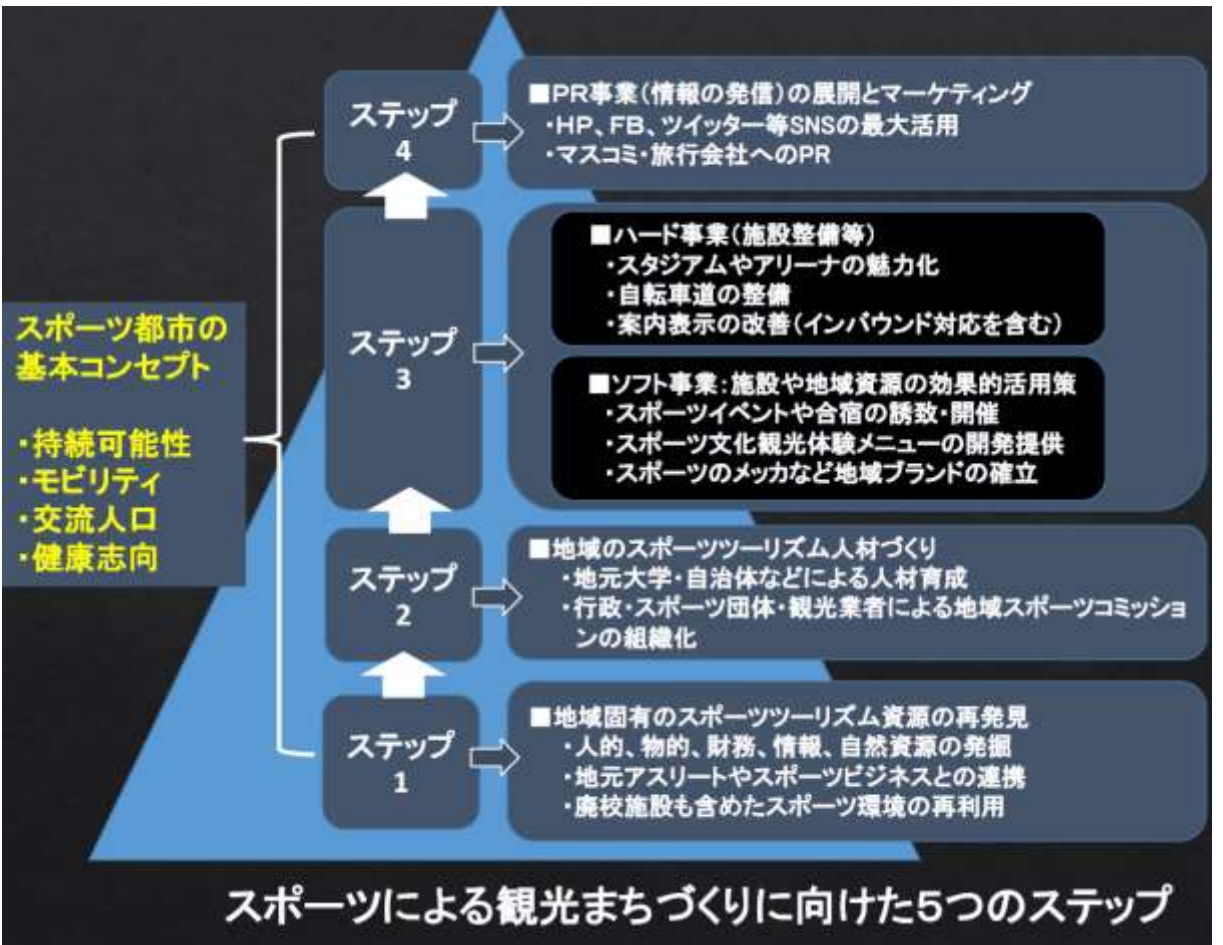 ステップ
4
■PR事業(情報の発信)の展開とマーケティング
・HP、FB、ツイッター等SNSの最大活用
・マスコミ・旅行会社へのPR
スポーツ都市の
基本コンセプト
・持続可能性
・モビリティ
・交流人口
・健康志向
ステップ
3
■ハード事業(施設整備等)
・スタジアムやアリーナの魅力化
・自転車道の整備
・案内表示の改善(インバウンド対応を含む)
■ソフト事業:施設や地域資源の効果的活用策
・スポーツイベントや合宿の誘致・開催
・スポーツ文化観光体験メニューの開発提供
・スポーツのメッカなど地域ブランドの確立
ステップ
2
■地域のスポーツツーリズム人材づくり
・地元大学・自治体などによる人材育成
・行政・スポーツ団体・観光業者による地域スポーツコミッショ
ンの組織化
ステップ
1
■地域固有のスポーツツーリズム資源の再発見
・人的、物的、財務、情報、自然資源の発掘
・地元アスリートやスポーツビジネスとの連携
・廃校施設も含めたスポーツ環境の再利用
スポーツによる観光まちづくりに向けた5つのステップ